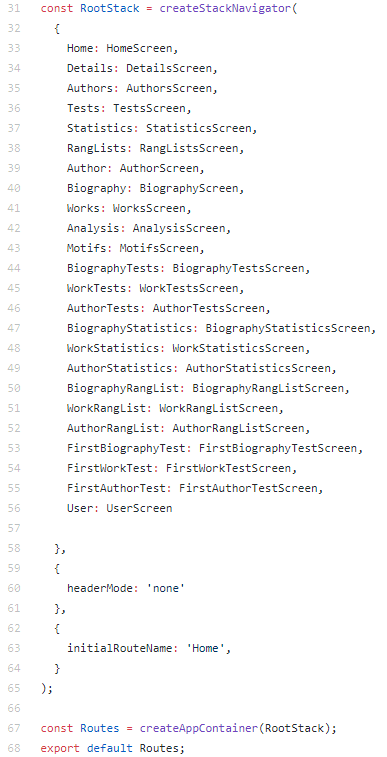 31 const RootStack = createStackNavigator(
32   {
33     Home: HomeScreen,
34     Details: DetailsScreen,
35     Authors: AuthorsScreen,
36     Tests: TestsScreen,
37     Statistics: StatisticsScreen,
38     RangLists: RangListsScreen,
39     Author: AuthorScreen,
40     Biography: BiographyScreen,
41     Works: WorksScreen,
42     Analysis: AnalysisScreen,
43     Motifs: MotifsScreen,
44     BiographyTests: BiographyTestsScreen,
45     WorkTests: WorkTestsScreen,
46     AuthorTests: AuthorTestsScreen,
47     BiographyStatistics: BiographyStatisticsScreen,
48     WorkStatistics: WorkStatisticsScreen,
49     AuthorStatistics: AuthorStatisticsScreen,
50     BiographyRangList: BiographyRangListScreen,
51     WorkRangList: WorkRangListScreen,
52     AuthorRangList: AuthorRangListScreen,
53     FirstBiographyTest: FirstBiographyTestScreen,
54     FirstWorkTest: FirstWorkTestScreen,
55     FirstAuthorTest: FirstAuthorTestScreen,
56     User: UserScreen
57
58   },
59   {
60     headerMode: 'none'
61   },
62   {
63     initialRouteName: 'Home',
64   }
65 );
66
67 const Routes = createAppContainer(RootStack);
68 export default Routes;